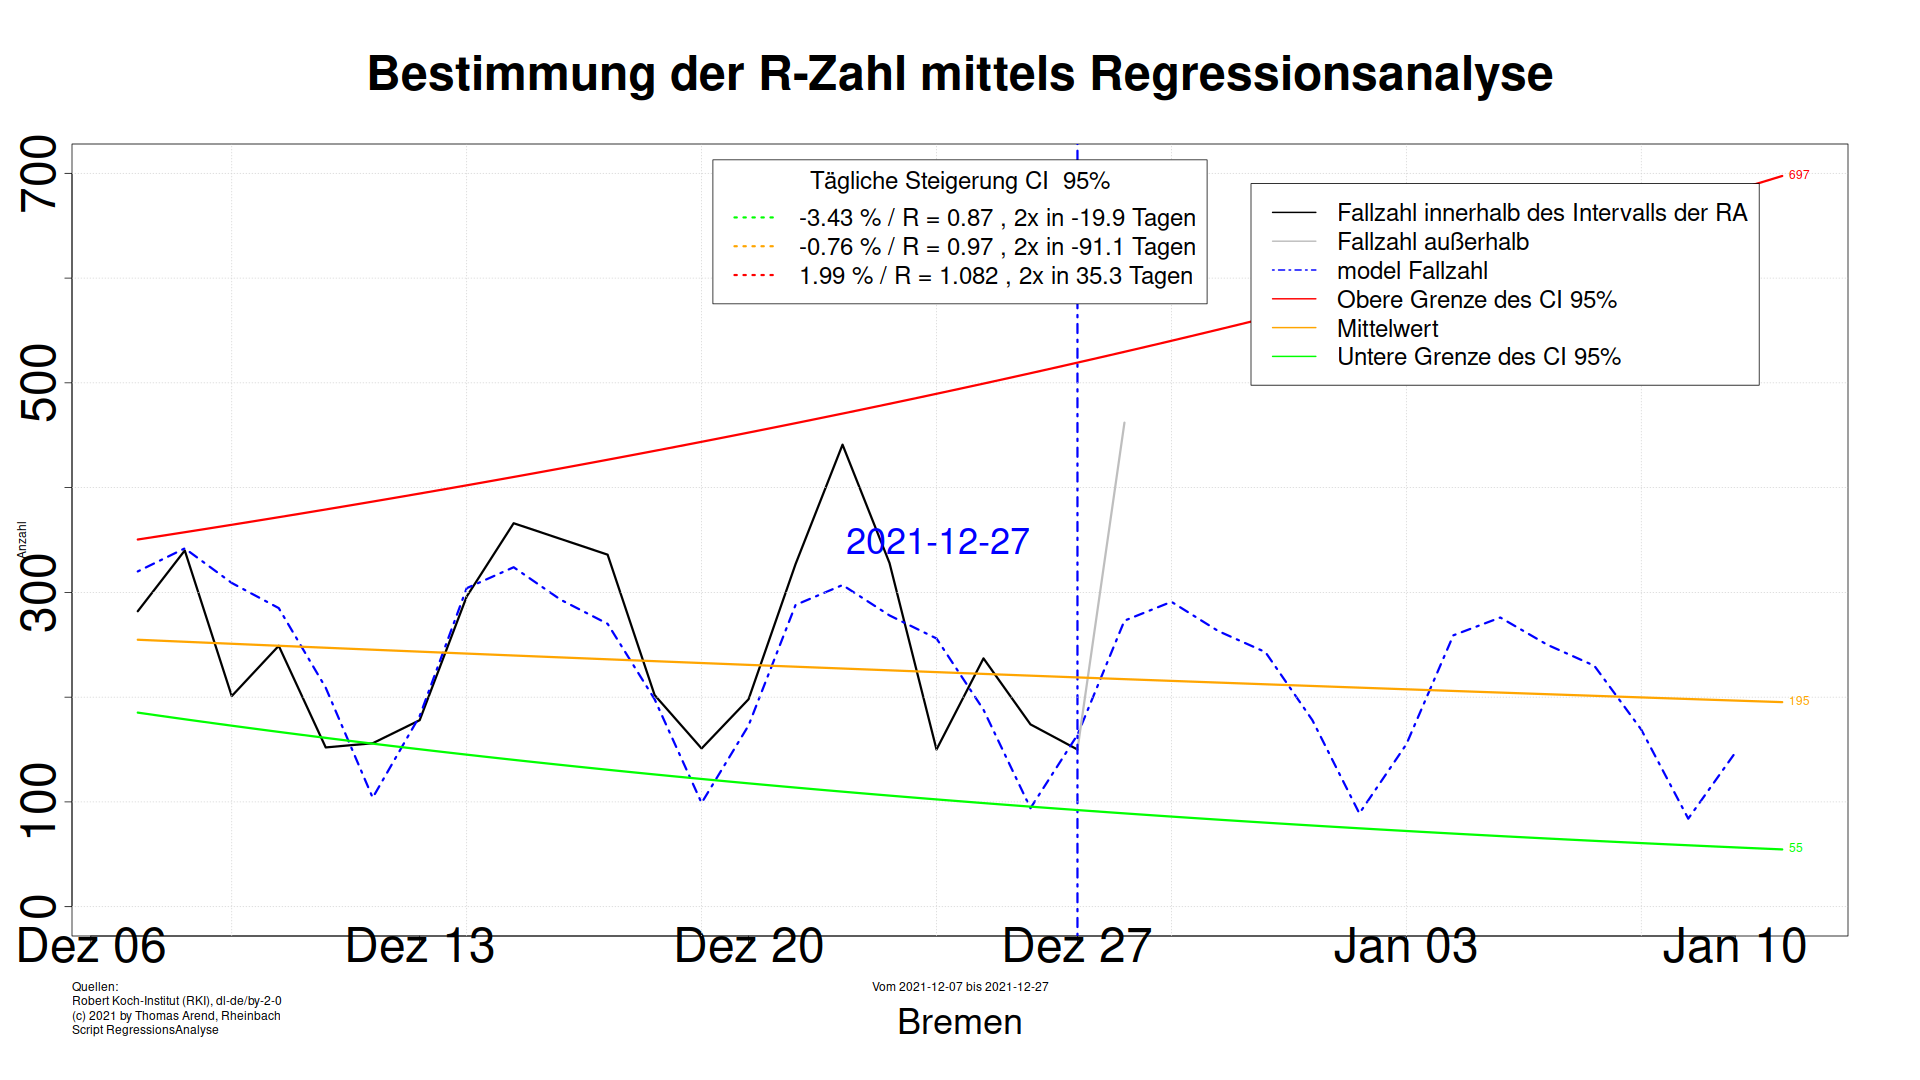 Bestimmung der R-Zahl mittels Regressionsanalyse
Anzahl
700
500
300
100
0
Tägliche Steigerung CI  95%
-3.43 % / R = 0.87 , 2x in -19.9 Tagen
-0.76 % / R = 0.97 , 2x in -91.1 Tagen
1.99 % / R = 1.082 , 2x in 35.3 Tagen
Fallzahl innerhalb des Intervalls der RA
Fallzahl außerhalb
model Fallzahl
Obere Grenze des CI 95%
Mittelwert
Untere Grenze des CI 95%
697
2021-12-27
195
55
Dez 06
Dez 13
Dez 20
Dez 27
Jan 03
Jan 10
Quellen:
Robert Koch-Institut (RKI), dl-de/by-2-0
(c) 2021 by Thomas Arend, Rheinbach
Script RegressionsAnalyse
Vom 2021-12-07 bis 2021-12-27
Bremen